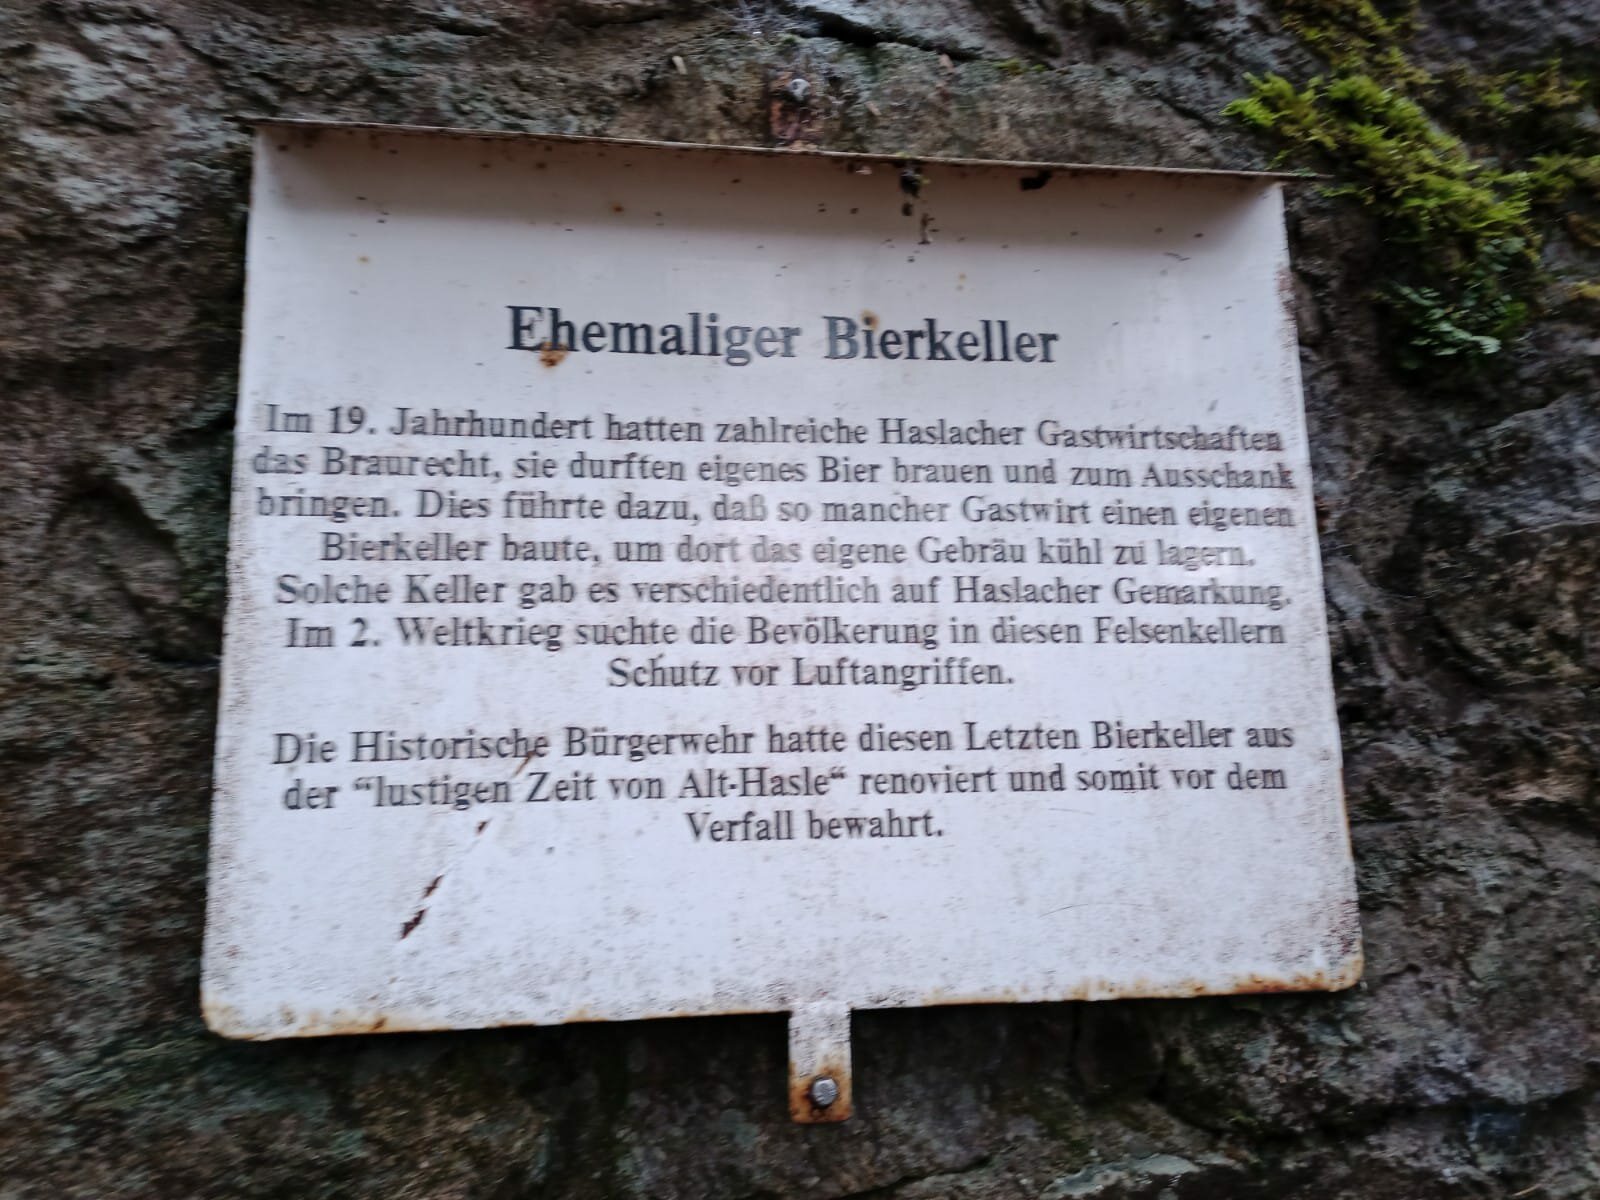 Ehemaliger Bierkeller
Im 19. Jahrhundert hatten zahlreiche Haslacher Gastwirtschaften
das Braurecht, sie durften eigenes Bier brauen und zum Ausschank
bringen. Dies führte dazu, daß so mancher Gastwirt einen eigenen
Bierkeller baute, um dort das eigene Gebräu kühl zu lagern.
Solche Keller gab es verschiedentlich auf Haslacher Gemarkung.
Im 2. Weltkrieg suchte die Bevölkerung in diesen Felsenkellern
Schutz vor Luftangriffen.
Die Historische Bürgerwehr hatte diesen Letzten Bierkeller aus
der “lustigen Zeit von Alt-Hasle“ renoviert und somit vor dem
Verfall bewahrt.